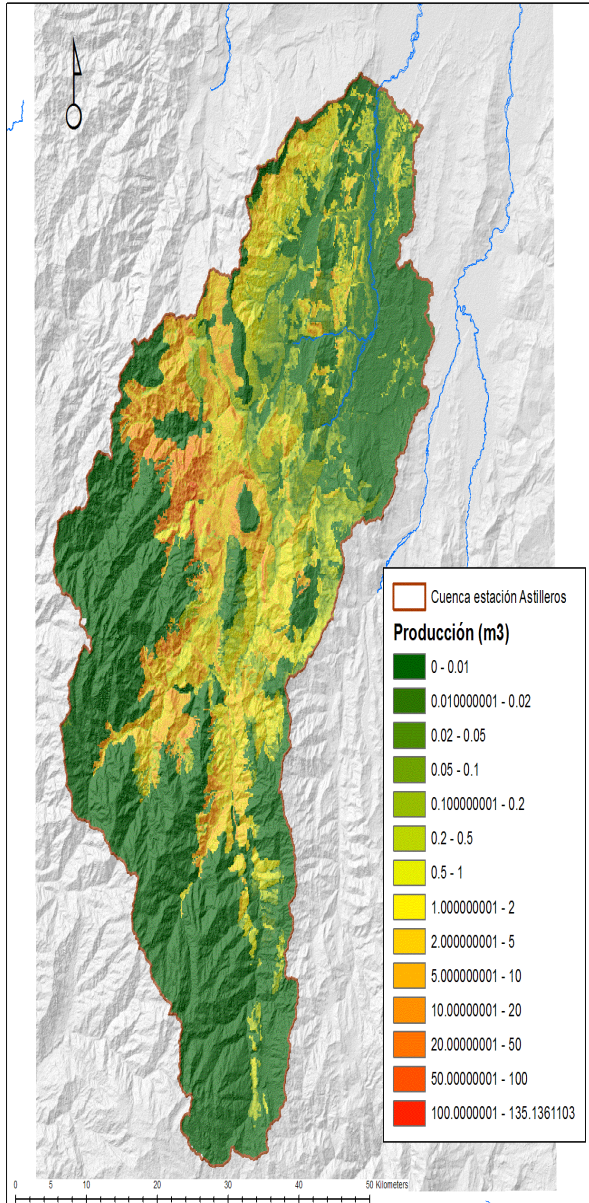 Cuenca estación Astilleros
Producción (m3)
0 - 0.01
0.010000001 - 0.02
0.02 - 0.05
0.05 - 0.1
0.100000001 - 0.2
0.2 - 0.5
0.5 - 1
1.000000001 - 2
2.000000001 - 5
5.00000001 - 10
10.00000001 - 20
20.00000001 - 50
50.00000001 - 100
100.0000001 - 135.1361103
0 5 10 20 30 40 50 Kilometers